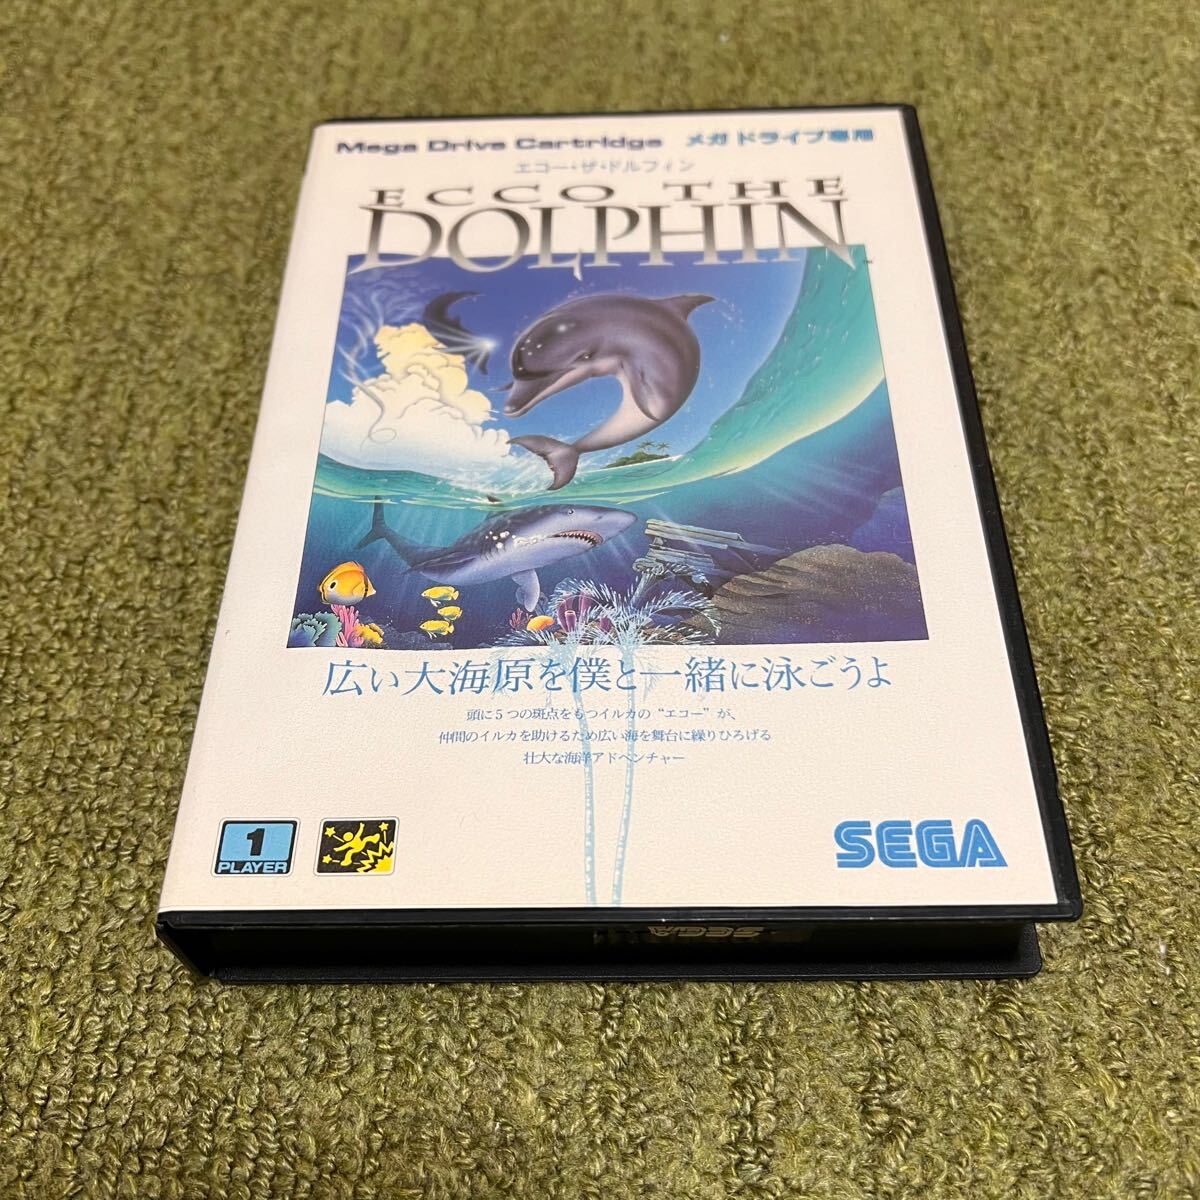 Mega Drive Cartridge メガドライブ専用
エコー・ザ・ドルフィン
ECCO THE
DOLPHIN
広い大海原を僕と一緒に泳ごうよ
頭に5つの斑点をもつイルカの“エコー”が、
仲間のイルカを助けるため広い海を舞台に繰りひろげる
壮大な海洋アドベンチャー
1
PLAYER
SEGA
SEGA